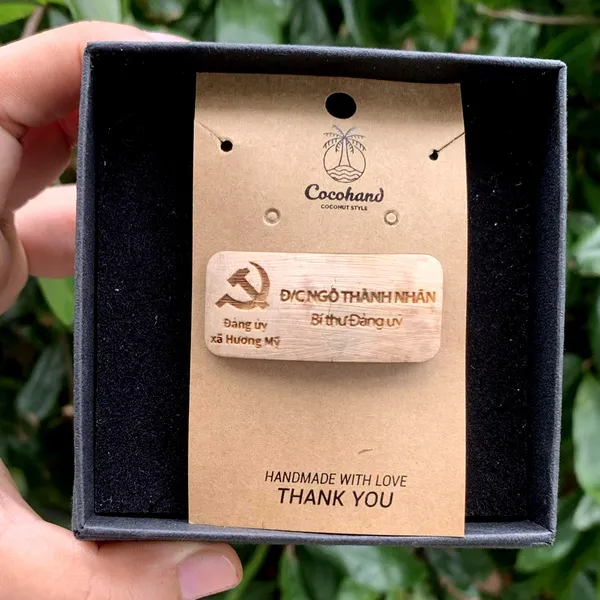 Cocohand
COCONUT STYLE
Đ/C NGÔ THÀNH NHÂN
Bí thư Đảng uỷ
Đảng ủy
xã Hương Mỹ
HANDMADE WITH LOVE
THANK YOU